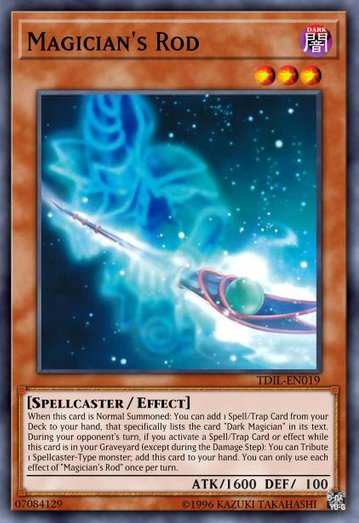 MAGICIAN'S ROD
DARK
闇
TDIL-EN019
[SPELLCASTER / EFFECT]
When this card is Normal Summoned: You can add 1 Spell/Trap Card from your
Deck to your hand, that specifically lists the card "Dark Magician" in its text.
During your opponent's turn, if you activate a Spell/Trap Card or effect while
this card is in your Graveyard (except during the Damage Step): You can Tribute
1 Spellcaster-Type monster; add this card to your hand. You can only use each
effect of "Magician's Rod" once per turn.
ATK/1600 DEF/ 100
07084129
©1996 KAZUKI TAKAHASHI